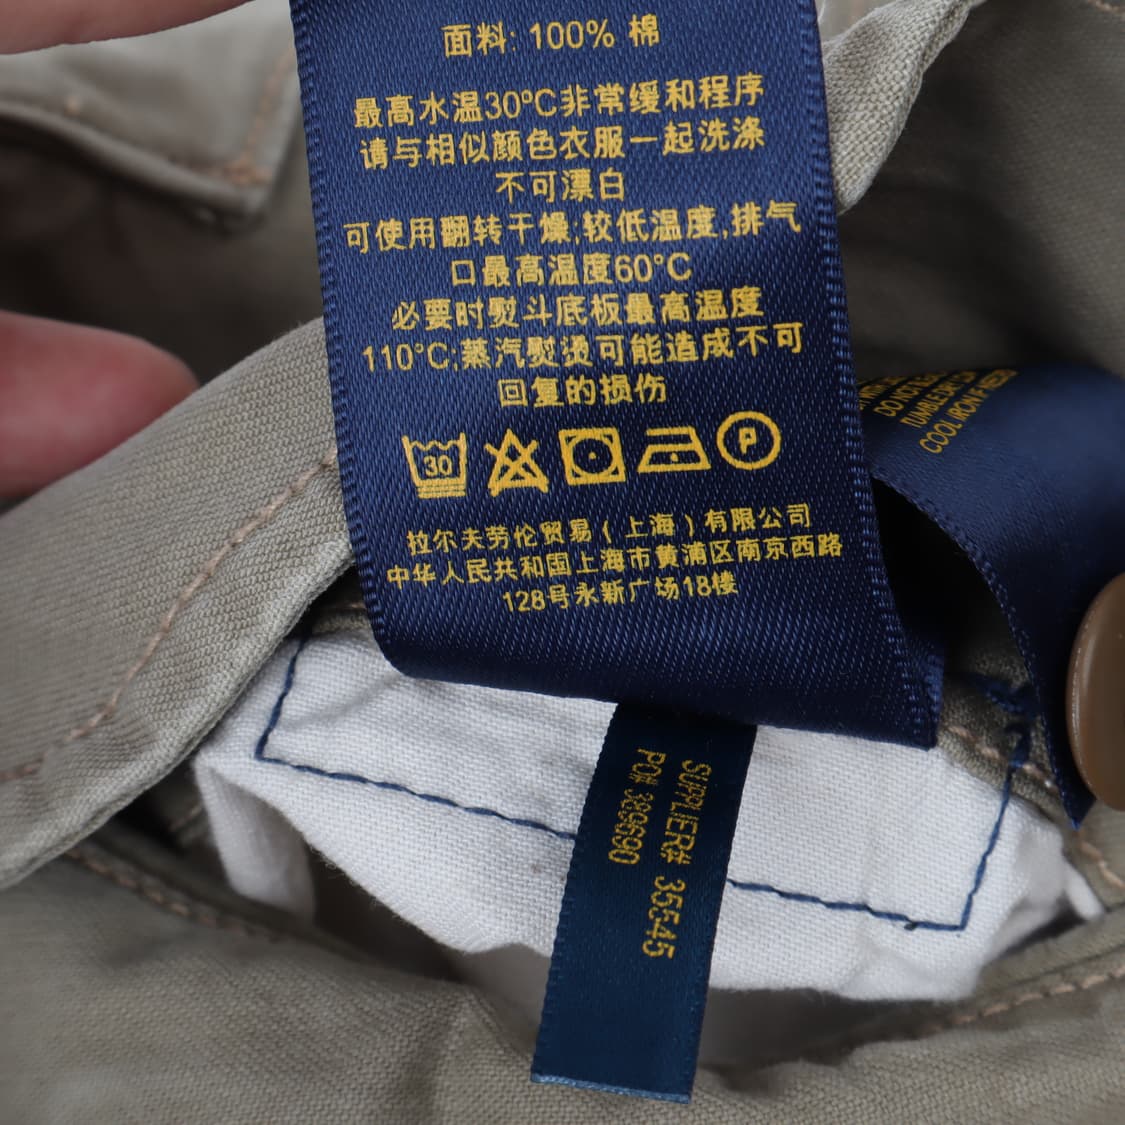 面料: 100% 棉
最高水温30°C非常缓和程序
请与相似颜色衣服一起洗涤
不可漂白
可使用翻转干燥;较低温度,排气
口最高温度60°C
必要时熨斗底板最高温度
110°C;蒸汽熨烫可能造成不可
回复的损伤
30
P
拉尔夫劳伦贸易（上海）有限公司
中华人民共和国上海市黄浦区南京西路
128号永新广场18楼
DO NOT
TUMBLE DRY
COOL IRON
SUPPLIER# 35545
PO# 389690